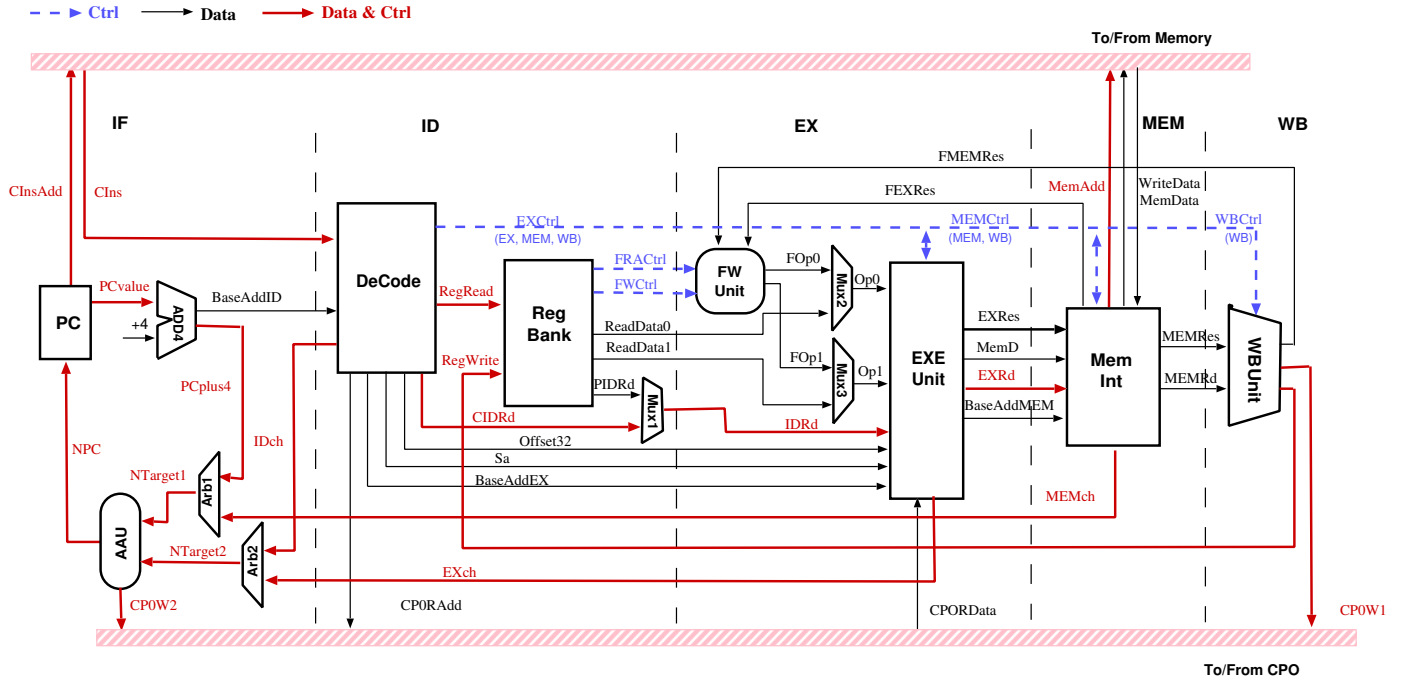 Ctrl
Data
Data & Ctrl
To/From Memory
IF
ID
EX
MEM
WB
FMEMRes
CInsAdd
CIns
FEXRes
MemAdd
WriteData
MemData
EXCtrl
(EX, MEM, WB)
MEMCtrl
(MEM, WB)
WBCtrl
(WB)
DeCode
FRACtrl
FWCtrl
FW
Unit
FOp0
Mux2
Op0
PCvalue
BaseAddID
RegRead
Reg
Bank
PC
+4
ADD4
ReadData0
ReadData1
EXRes
MemD
EXRd
BaseAddMEM
MEMRes
MEMRd
Mem
Int
WBUnit
RegWrite
EXE
Unit
FOp1
Mux3
Op1
PCplus4
PIDRd
Mux1
CIDRd
IDRd
IDch
Offset32
Sa
BaseAddEX
NPC
NTarget1
Arb1
MEMch
AAU
NTarget2
Arb2
EXch
CP0W2
CP0RAdd
CPORData
CP0W1
To/From CPO